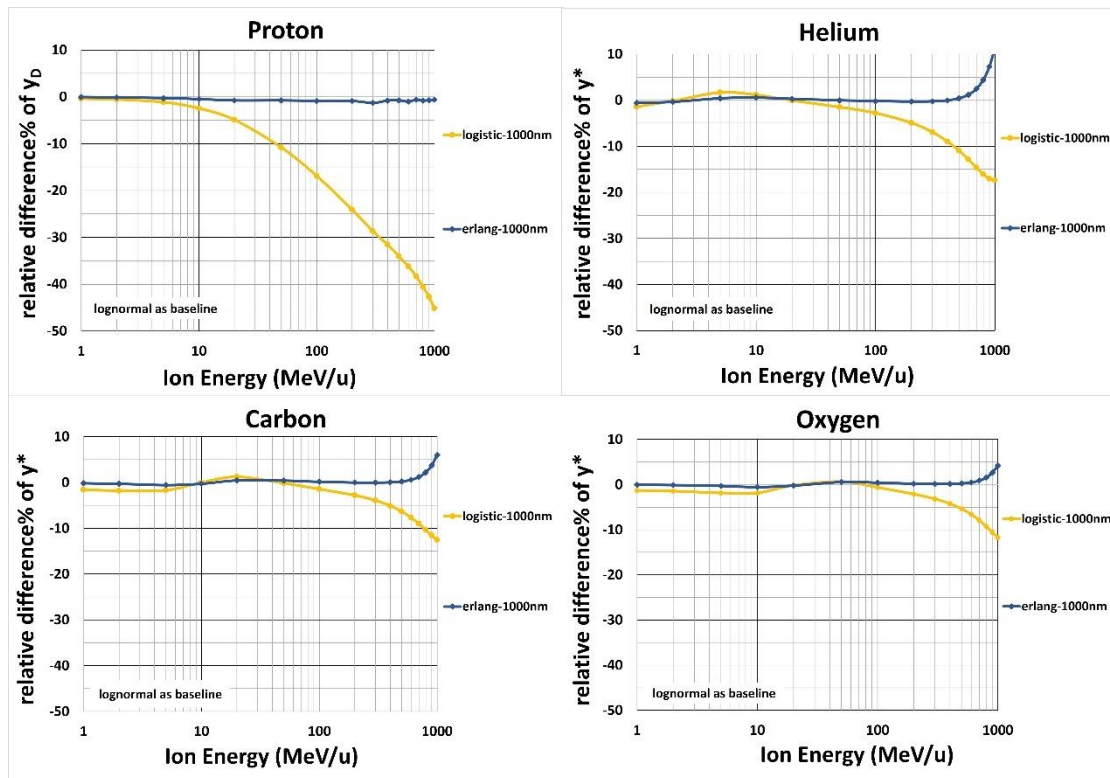 Proton
relative difference% of y_D
10
0
-10
-20
-30
-40
-50
lognormal as baseline
1 10 100 1000
Ion Energy (MeV/u)
logistic-1000nm
erlang-1000nm
Helium
relative difference% of y*
10
0
-10
-20
-30
-40
-50
lognormal as baseline
1 10 100 1000
Ion Energy (MeV/u)
logistic-1000nm
erlang-1000nm
Carbon
relative difference% of y*
10
0
-10
-20
-30
-40
-50
lognormal as baseline
1 10 100 1000
Ion Energy (MeV/u)
logistic-1000nm
erlang-1000nm
Oxygen
relative difference% of y*
10
0
-10
-20
-30
-40
-50
lognormal as baseline
1 10 100 1000
Ion Energy (MeV/u)
logistic-1000nm
erlang-1000nm